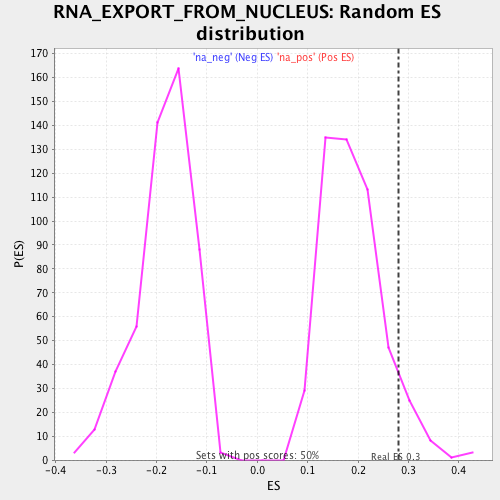 RNA_EXPORT_FROM_NUCLEUS: Random ES
distribution
'na_neg' (Neg ES) 'na_pos' (Pos ES)
170
160
150
140
130
120
110
100
90
80
70
60
50
40
30
20
10
0
P(ES)
Sets with pos scores: 50%
Real ES 0.3
-0.4 -0.3 -0.2 -0.1 0.0 0.1 0.2 0.3 0.4
ES